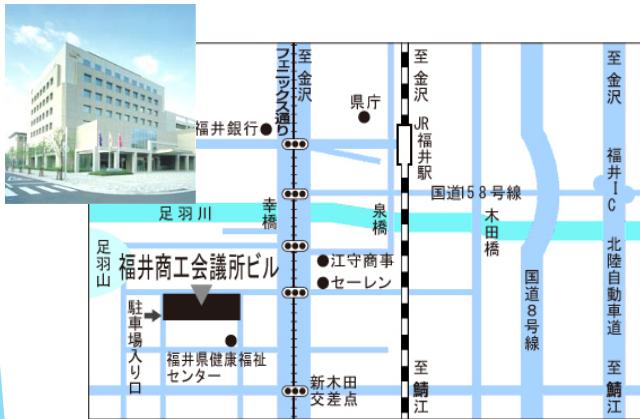 フェニックス通り
至 金沢
至 金沢
至 金沢
県庁
福井銀行
JR福井駅
福井IC
国道158号線
足羽川
幸橋
泉橋
木田橋
足羽山
福井商工会議所ビル
江守商事
セーレン
北陸自動車道
国道8号線
駐車場入り口
福井県健康福祉
センター
新木田
交差点
至 鯖江
至 鯖江
至 鯖江